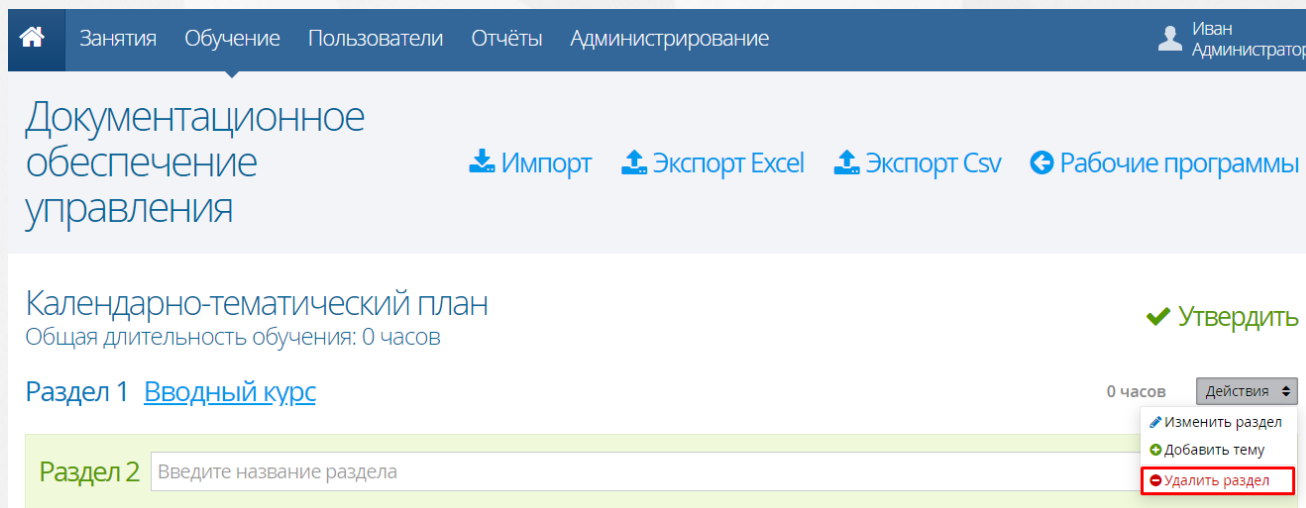 Занятия Обучение Пользователи Отчёты Администрирование Иван
Администратор
Документационное
обеспечение
управления
Импорт Экспорт Excel Экспорт Csv Рабочие программы
Календарно-тематический план
Общая длительность обучения: 0 часов
Утвердить
Раздел 1 Вводный курс 0 часов Действия
Изменить раздел
Добавить тему
Удалить раздел
Раздел 2 Введите название раздела